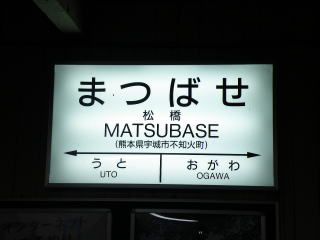 まつばせ
松橋
MATSUBASE
(熊本県宇城市不知火町)
うと おがわ
UTO OGAWA